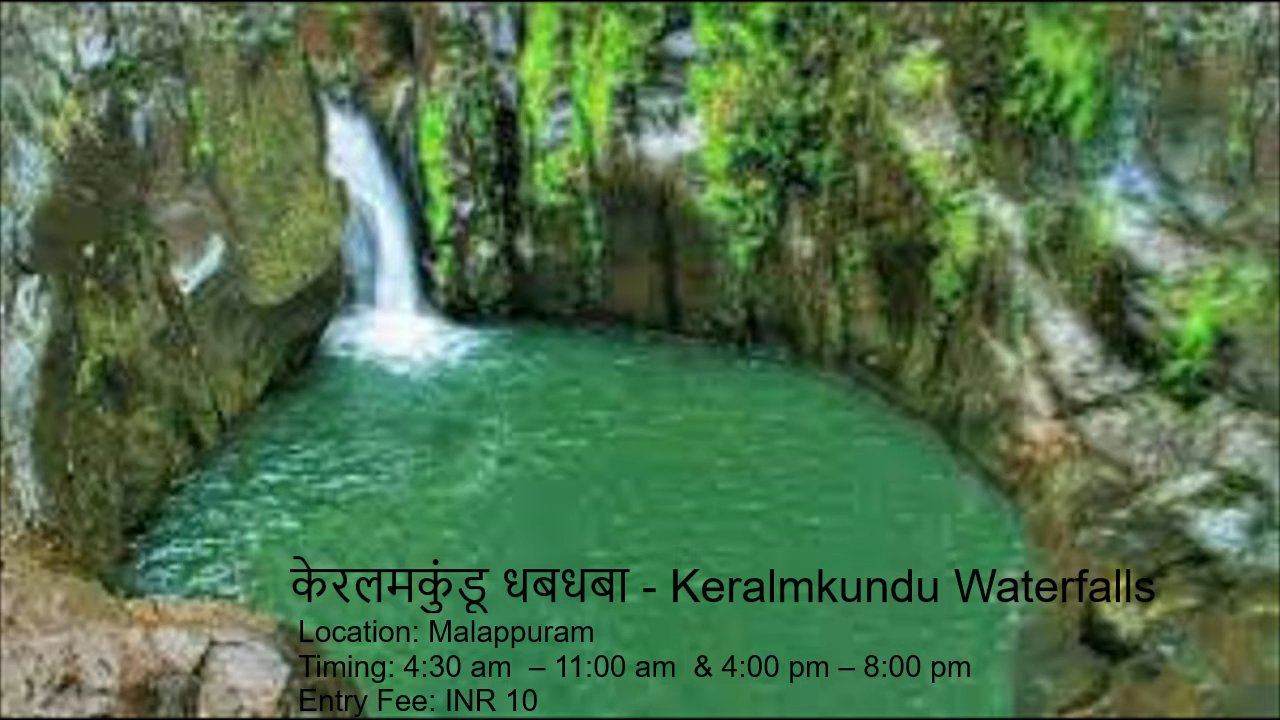 केरलमकुंडू धबधबा - Keralmkundu Waterfalls
Location: Malappuram
Timing: 4:30 am – 11:00 am & 4:00 pm – 8:00 pm
Entry Fee: INR 10